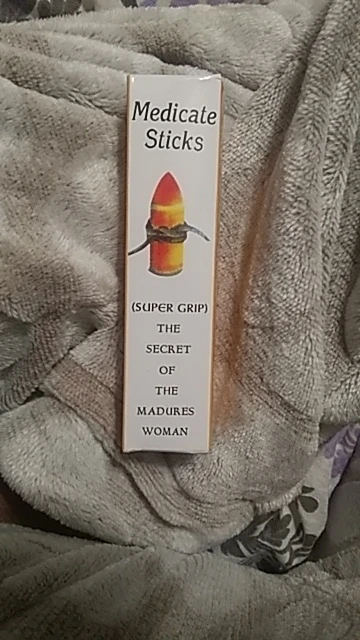 Medicate
Sticks
(SUPER GRIP)
THE
SECRET
OF
THE
MADURES
WOMAN